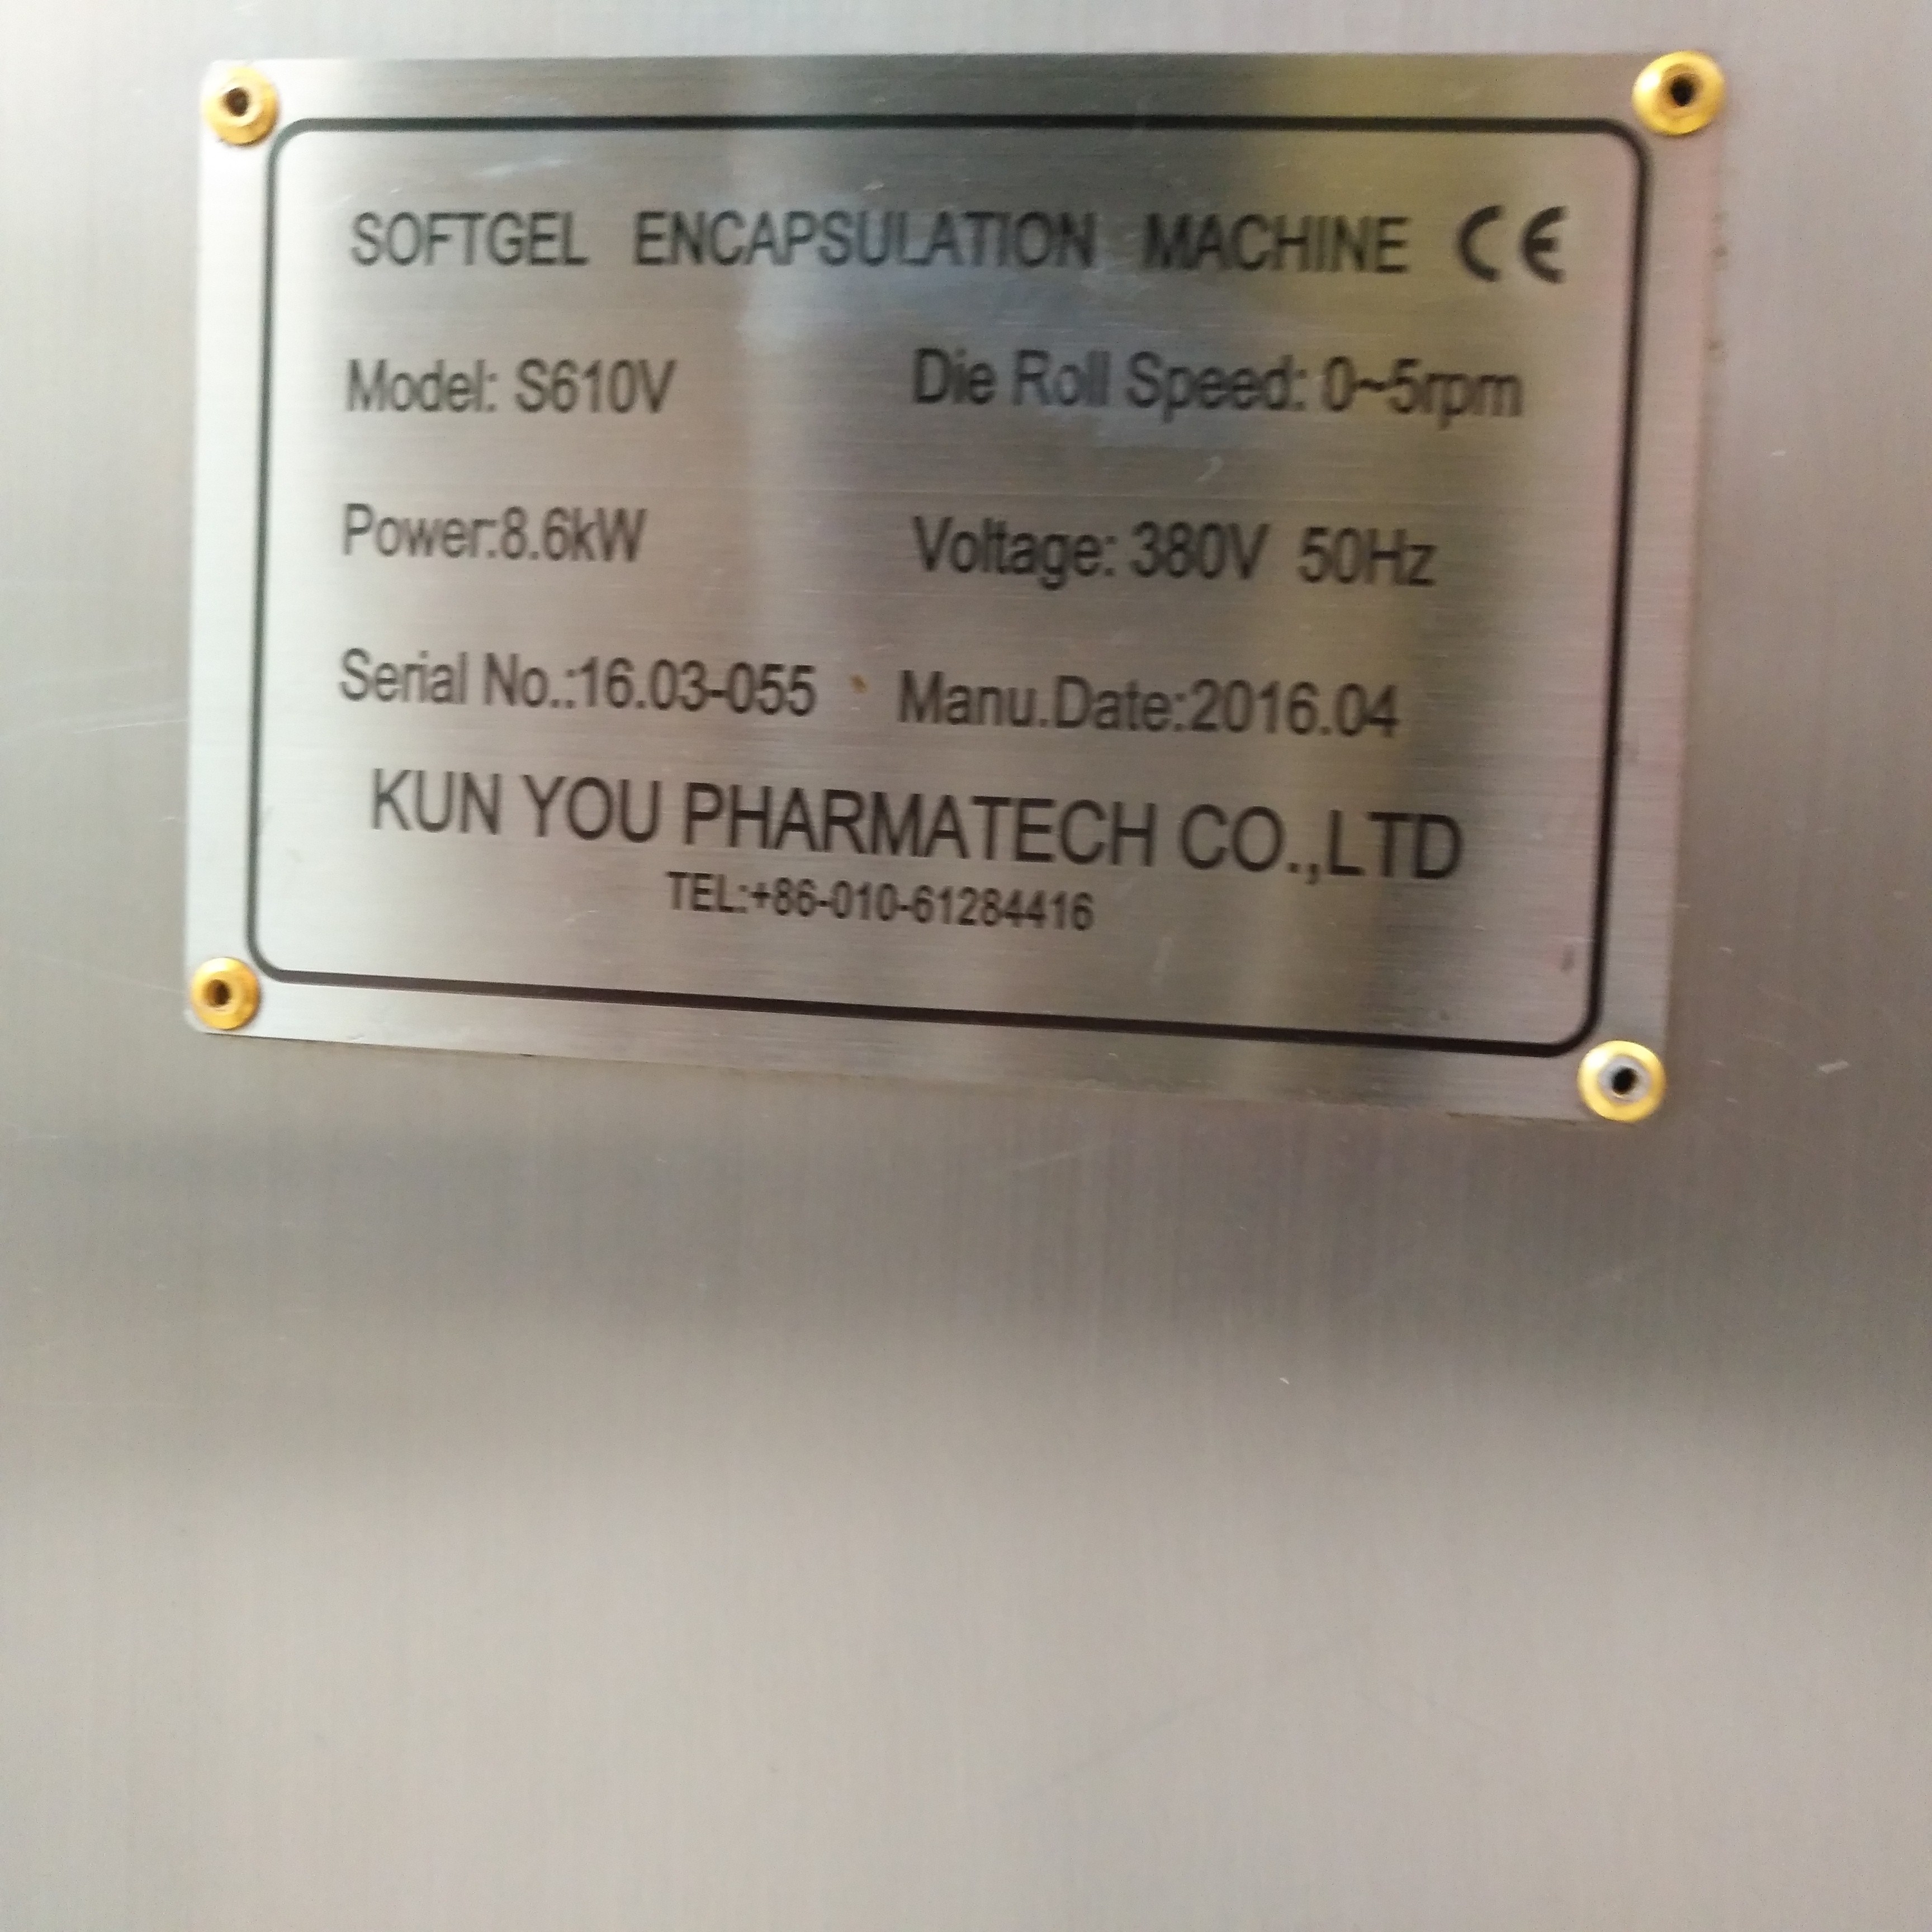 SOFTGEL ENCAPSULATION MACHINE CE
Model: S610V Die Roll Speed: 0~5rpm
Power:8.6kW Voltage: 380V 50Hz
Serial No.:16.03-055 Manu.Date:2016.04
KUN YOU PHARMATECH CO.,LTD
TEL:+86-010-61284416